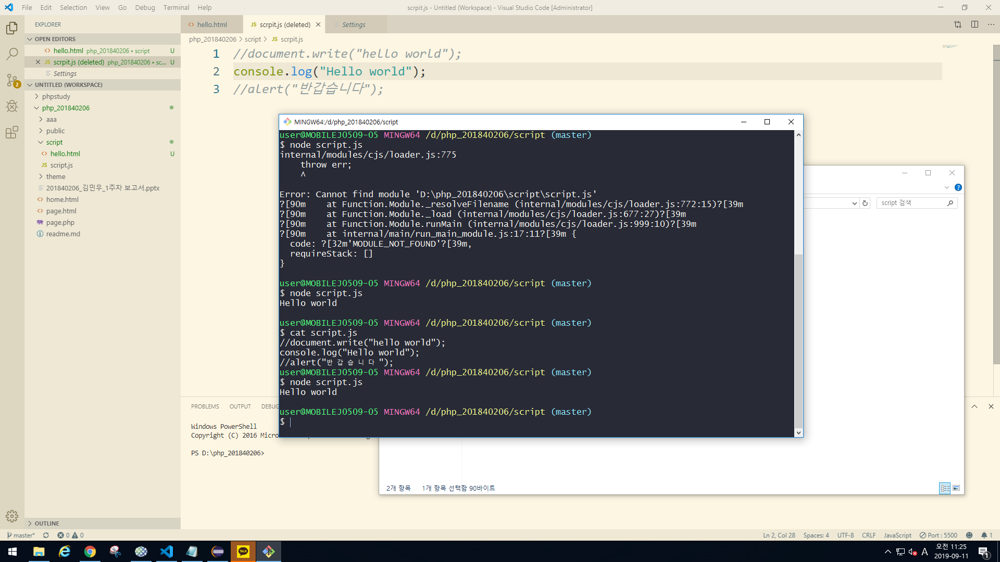 File Edit Selection View Go Debug Terminal Help
scrpit.js - Untitled (Workspace) - Visual Studio Code [Administrator]
EXPLORER
OPEN EDITORS
hello.html php_201840206 • script U
scrpit.js (deleted) php_201840206 • sc... U
Settings
UNTITLED (WORKSPACE)
phpstudy
php_201840206
aaa
public
script
hello.html U
JS script.js
theme
201840206_김민우_1주차 보고서.pptx
home.html
page.html
page.php
readme.md
OUTLINE
2
hello.html
JS scrpit.js (deleted)
Settings
php_201840206 > script > JS scrpit.js
1 //document.write("hello world");
2 console.log("Hello world");
3 //alert("반갑습니다");
MINGW64:/d/php_201840206/script
user@MOBILEJO509-05 MINGW64 /d/php_201840206/script (master)
$ node script.js
internal/modules/cjs/loader.js:775
throw err;
^
Error: Cannot find module 'D:\php_201840206\script\script.js'
?[90m at Function.Module._resolveFilename (internal/modules/cjs/loader.js:772:15)?[39m
?[90m at Function.Module._load (internal/modules/cjs/loader.js:677:27)?[39m
?[90m at Function.Module.runMain (internal/modules/cjs/loader.js:999:10)?[39m
?[90m at internal/main/run_main_module.js:17:11?[39m {
code: ?[32m'MODULE_NOT_FOUND'?[39m,
requireStack: []
}
user@MOBILEJO509-05 MINGW64 /d/php_201840206/script (master)
$ node script.js
Hello world
user@MOBILEJO509-05 MINGW64 /d/php_201840206/script (master)
$ cat script.js
//document.write("hello world");
console.log("Hello world");
//alert("반 갑 습 니 다 ");
user@MOBILEJO509-05 MINGW64 /d/php_201840206/script (master)
$ node script.js
Hello world
user@MOBILEJO509-05 MINGW64 /d/php_201840206/script (master)
$
script 검색
2개 항목 1개 항목 선택함 90바이트
PROBLEMS OUTPUT DEBUG
Windows PowerShell
Copyright (C) 2016 Micro
PS D:\php_201840206>
master* 0 0
Ln 2, Col 28 Spaces: 4 UTF-8 CRLF JavaScript Port : 5500 1
TALK
A
오전 11:25
2019-09-11
1